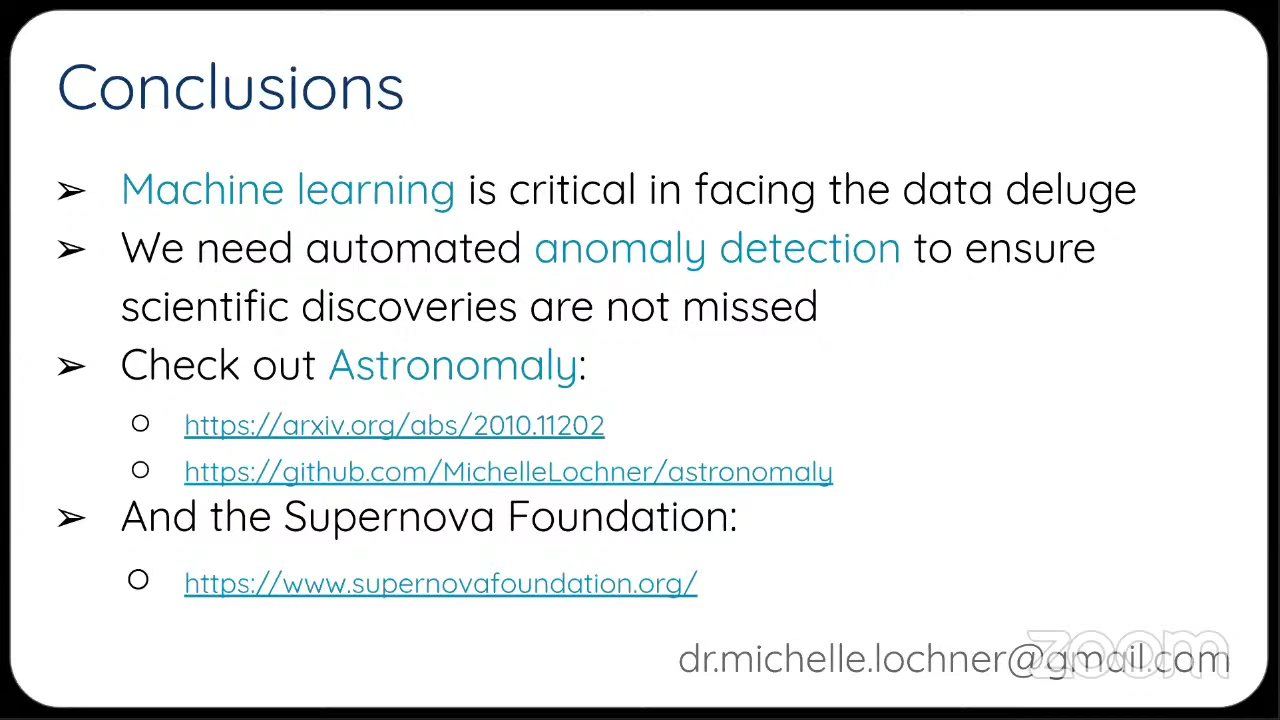 Conclusions
➢ Machine learning is critical in facing the data deluge
➢ We need automated anomaly detection to ensure
scientific discoveries are not missed
➢ Check out Astronomaly:
○ https://arxiv.org/abs/2010.11202
○ https://github.com/MichelleLochner/astronomaly
➢ And the Supernova Foundation:
○ https://www.supernovafoundation.org/
zoom
dr.michelle.lochner@gmail.com